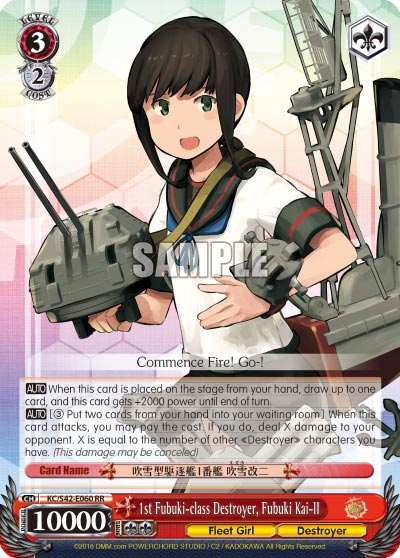 LEVEL
3
2
COST
SAMPLE
Commence Fire! Go-!
AUTO When this card is placed on the stage from your hand, draw up to one
card, and this card gets +2000 power until end of turn.
AUTO [③ Put two cards from your hand into your waiting room] When this
card attacks, you may pay the cost. If you do, deal X damage to your
opponent. X is equal to the number of other <Destroyer> characters you
have. (This damage may be canceled)
Card Name
吹雪型駆逐艦1番艦 吹雪改二
CH KC/S42-E060 RR
1st Fubuki-class Destroyer, Fubuki Kai-II
POWER
10000
SOUL
Fleet Girl
Destroyer
©2016 DMM.com POWERCHORD STUDIO / C2 / KADOKAWA All Rights Reserved.